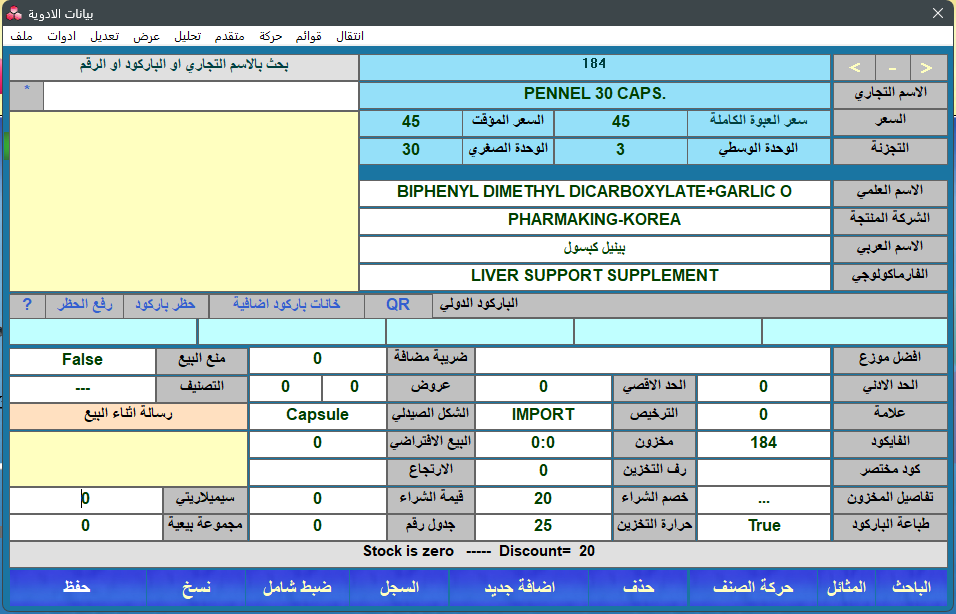 بيانات الادوية
ملف ادوات تعديل عرض تحليل متقدم حركة قوائم انتقال
بحث بالاسم التجاري او الباركود او الرقم
184
< - >
*
PENNEL 30 CAPS. الاسم التجاري
السعر سعر العبوة الكاملة 45 السعر المؤقت 45
التجزئة الوحدة الوسطي 3 الوحدة الصغري 30
الاسم العلمي BIPHENYL DIMETHYL DICARBOXYLATE+GARLIC O
الشركة المنتجة PHARMAKING-KOREA
الاسم العربي بينيل كبسول
الفارماكولوجي LIVER SUPPORT SUPPLEMENT
الباركود الدولي QR خانات باركود اضافية حظر باركود رفع الحظر ?
افضل موزع ضريبة مضافة 0 منع البيع False
الحد الادني 0 الحد الاقصي 0 عروض 0 0 التصنيف ---
علامة 0 الترخيص IMPORT الشكل الصيدلي Capsule رسالة اثناء البيع
الفايكود 184 مخزون 0:0 البيع الافتراضي 0
كود مختصر رف التخزين 0 الارتجاع
تفاصيل المخزون ... خصم الشراء 20 قيمة الشراء 0 سيميلاريتي 0
طباعة الباركود True حرارة التخزين 25 جدول رقم 0 مجموعة بيعية 0
Stock is zero ----- Discount= 20
الباحث المثائل حركة الصنف حذف اضافة جديد السجل ضبط شامل نسخ حفظ